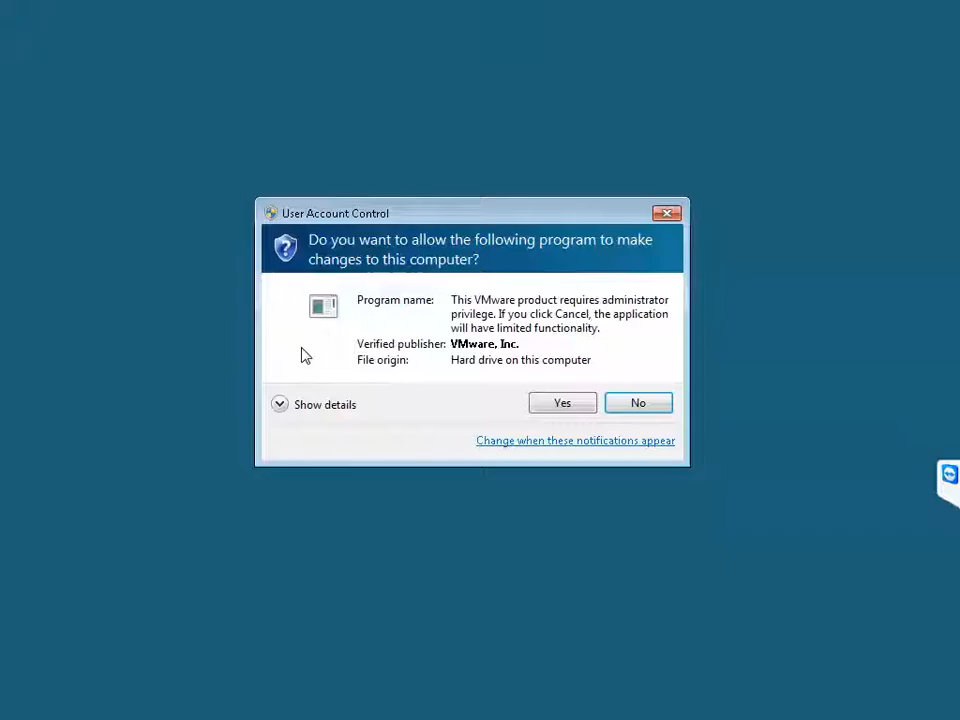 User Account Control
Do you want to allow the following program to make
changes to this computer?
Program name: This VMware product requires administrator
privilege. If you click Cancel, the application
will have limited functionality.
Verified publisher: VMware, Inc.
File origin: Hard drive on this computer
Show details
Yes
No
Change when these notifications appear